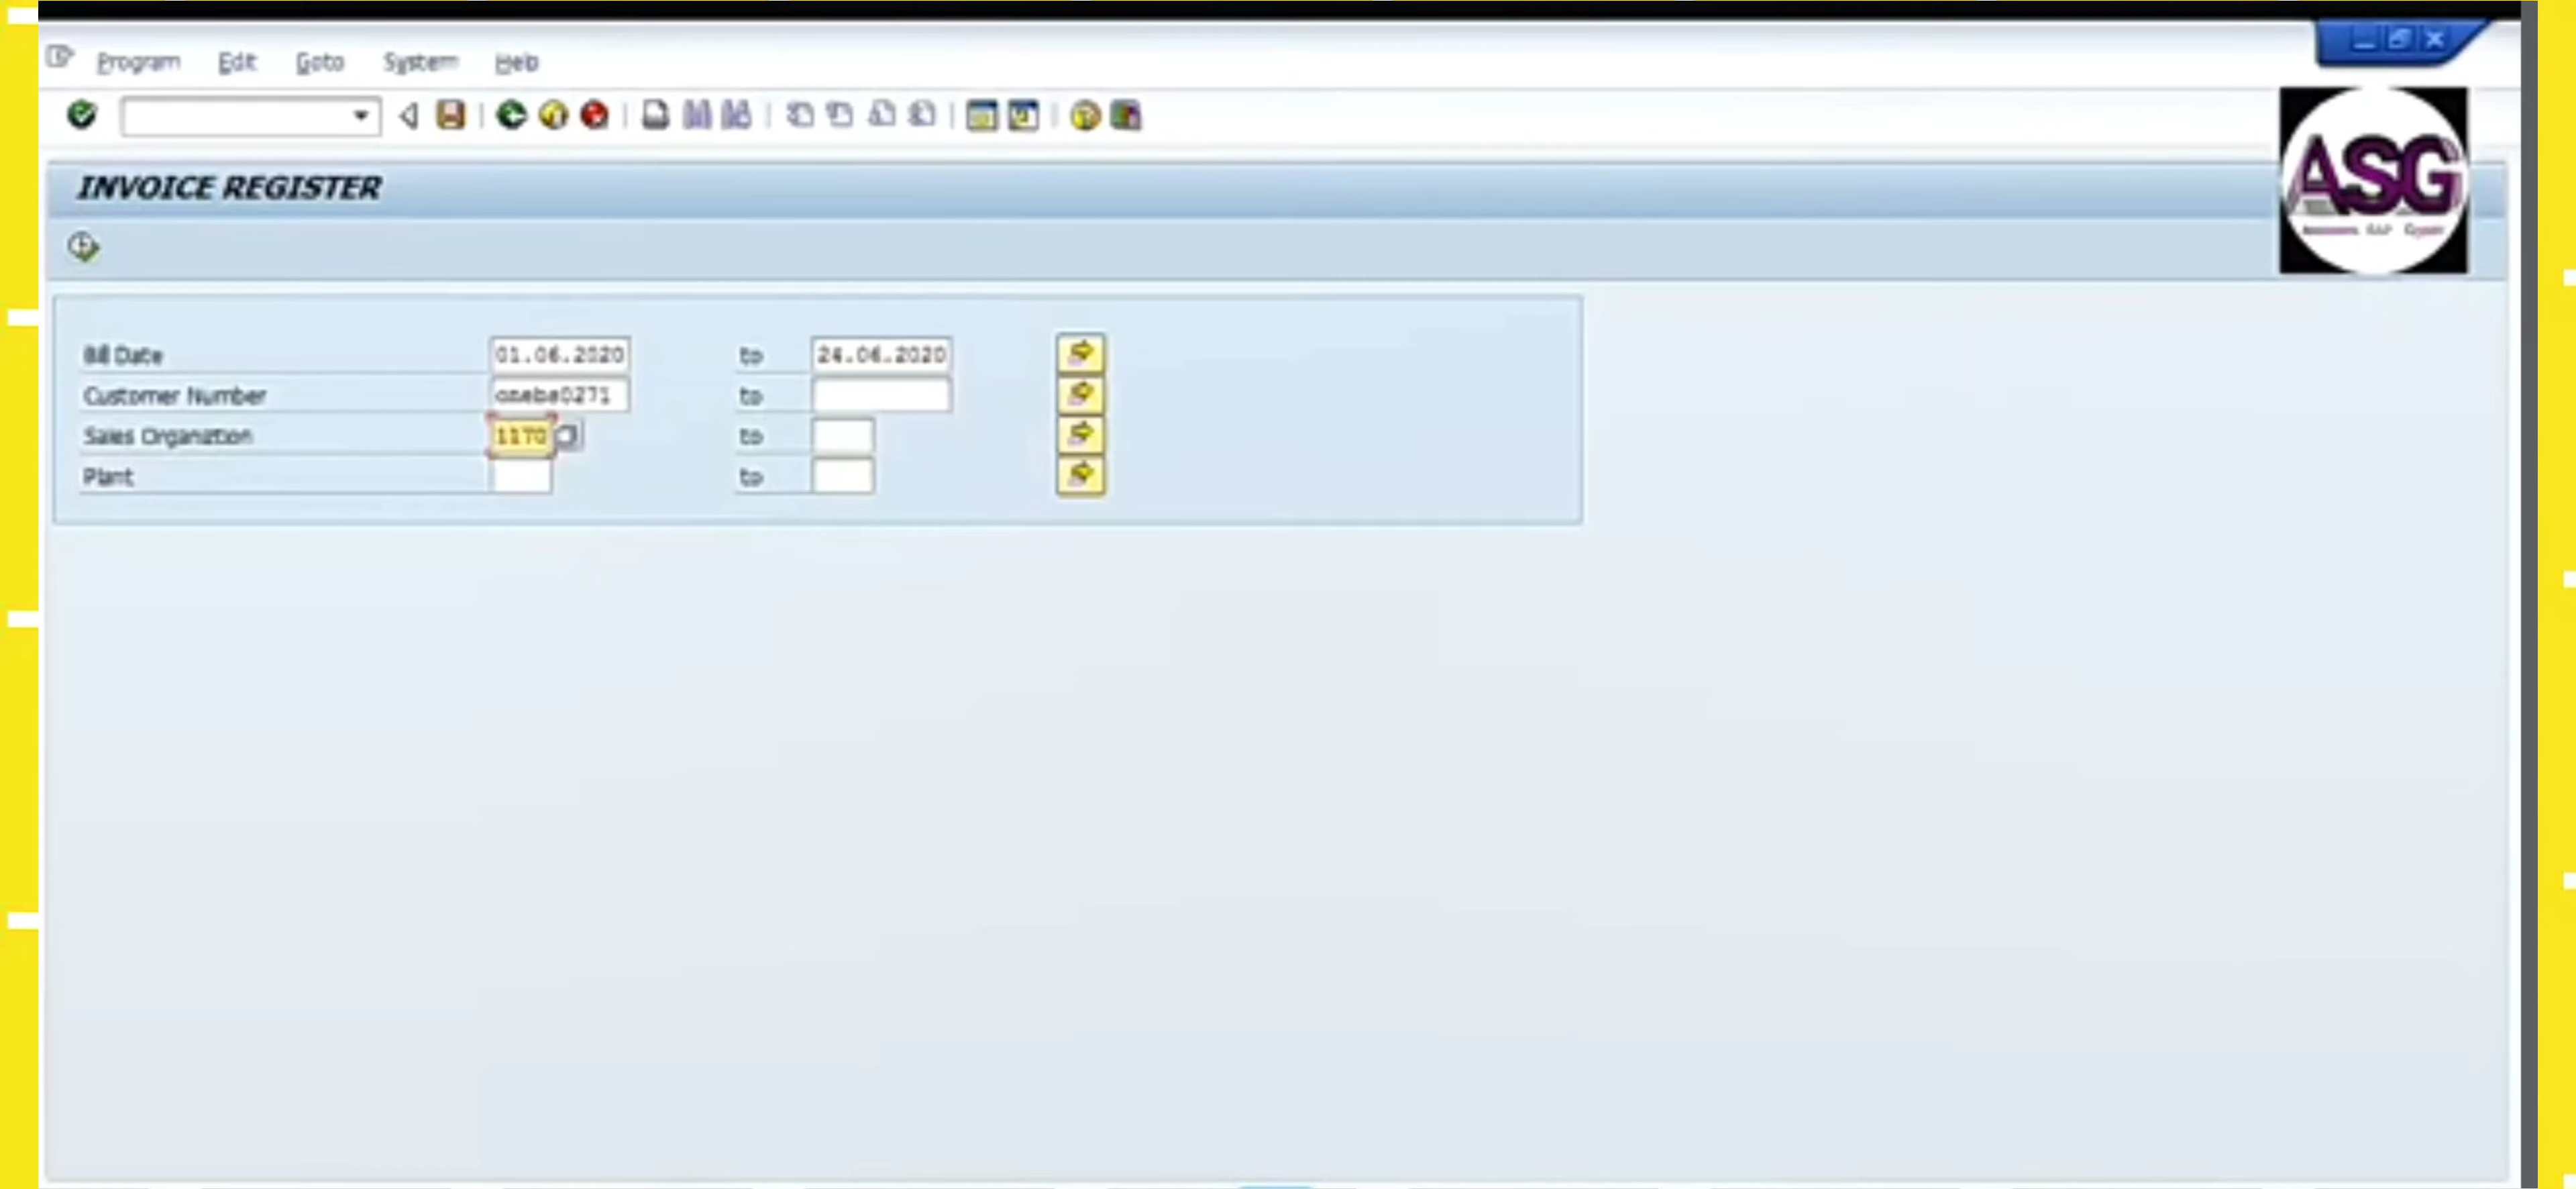 Program Edit Goto System Help
INVOICE REGISTER
ASG
Bill Date 01.06.2020 to 24.06.2020
Customer Number to
Sales Organztion 1170 to
Plant to